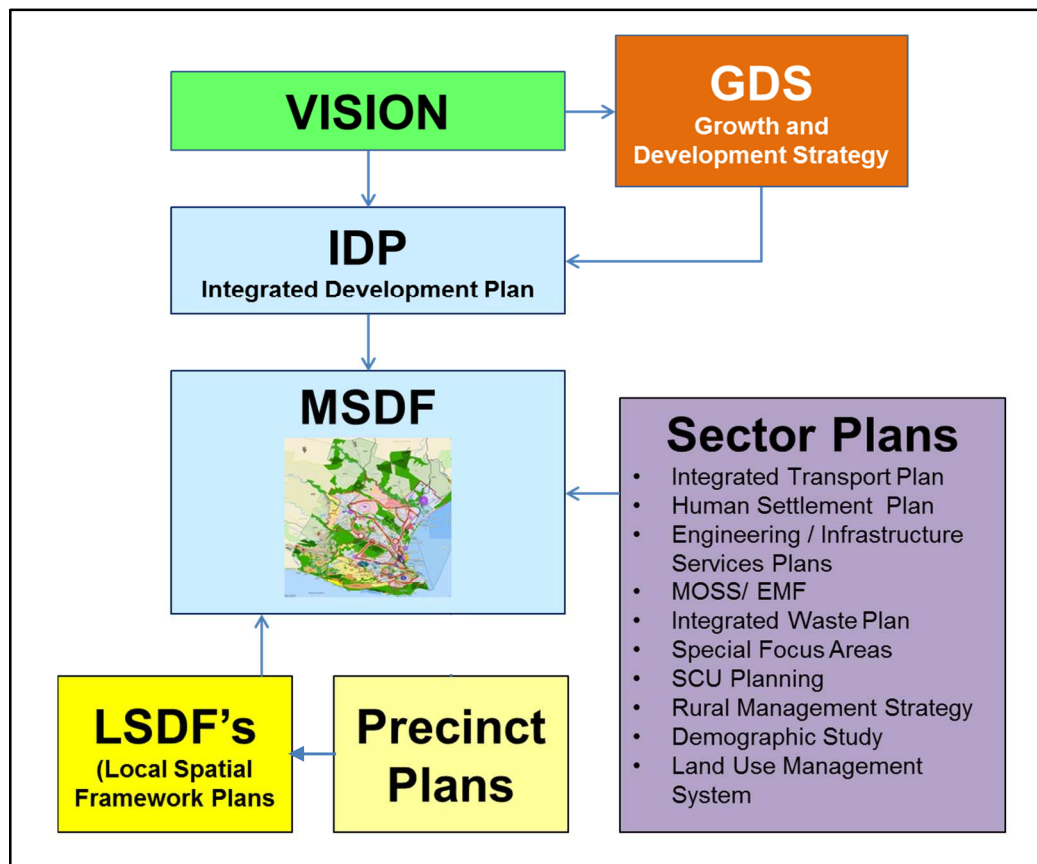 VISION
GDS
Growth and
Development Strategy
IDP
Integrated Development Plan
MSDF
Sector Plans
• Integrated Transport Plan
• Human Settlement Plan
• Engineering / Infrastructure
Services Plans
• MOSS/ EMF
• Integrated Waste Plan
• Special Focus Areas
• SCU Planning
• Rural Management Strategy
• Demographic Study
• Land Use Management
System
LSDF’s
(Local Spatial
Framework Plans
Precinct
Plans